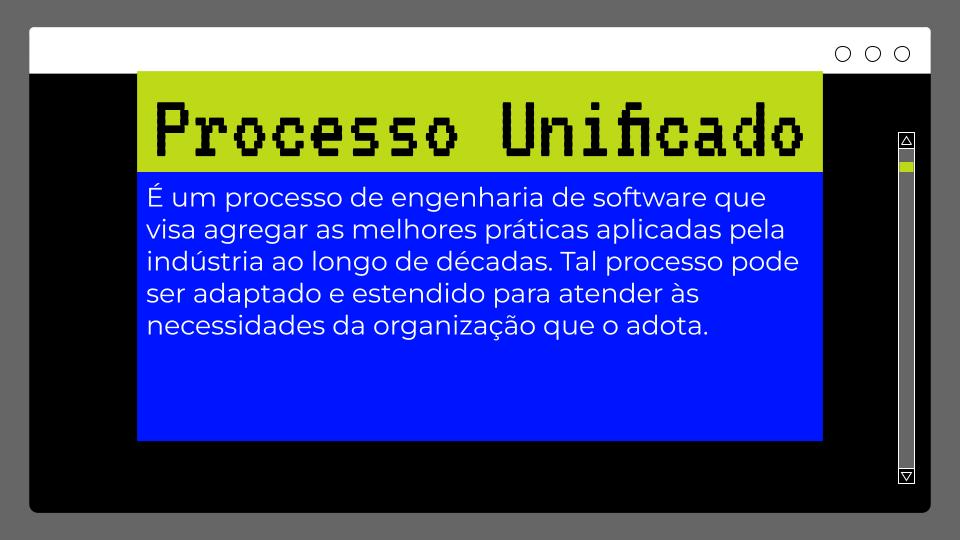 Processo Unificado
É um processo de engenharia de software que
visa agregar as melhores práticas aplicadas pela
indústria ao longo de décadas. Tal processo pode
ser adaptado e estendido para atender às
necessidades da organização que o adota.